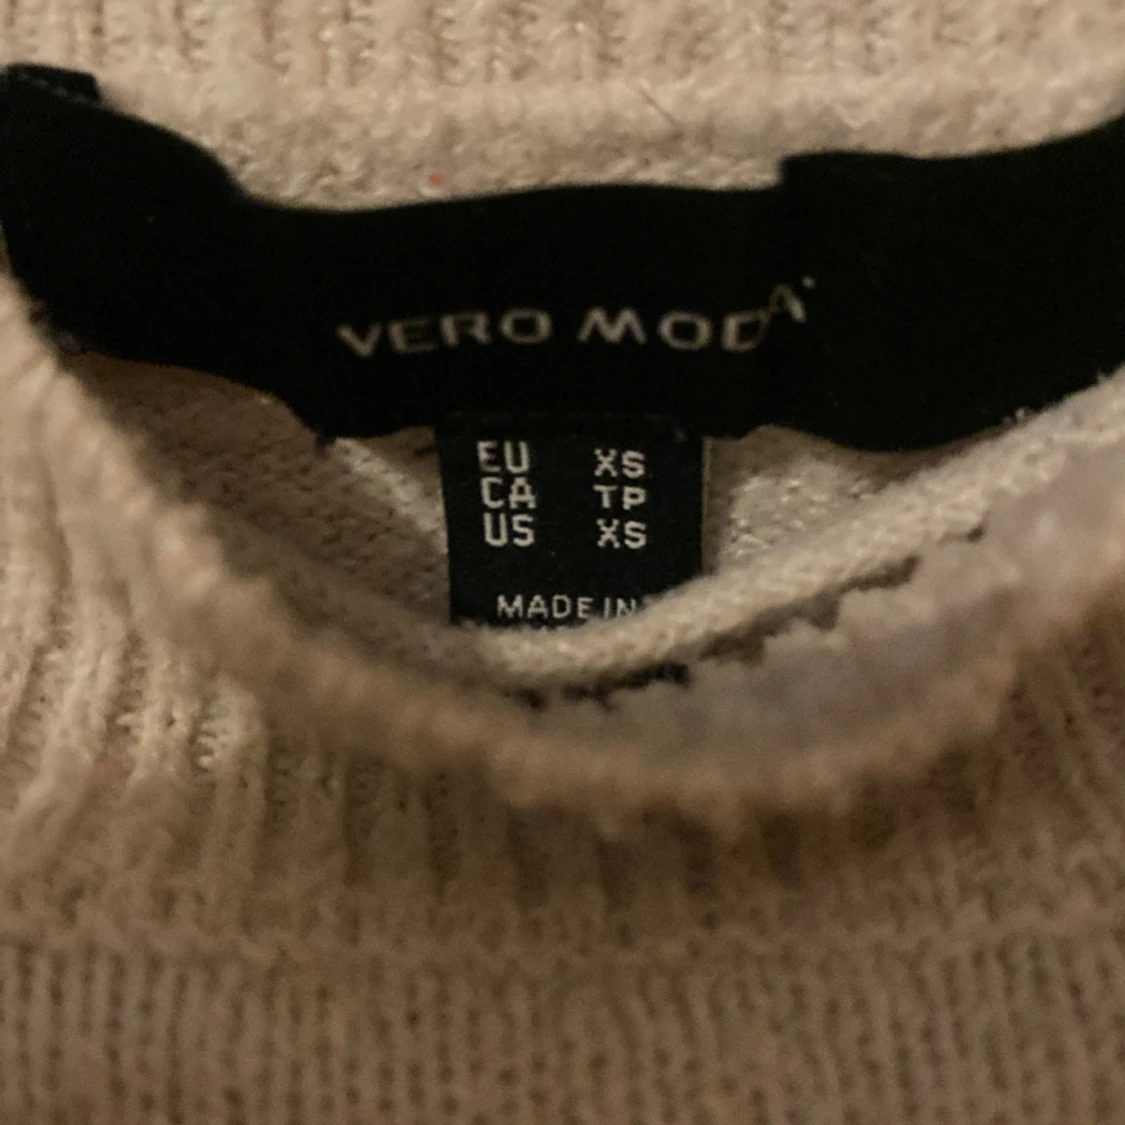 VERO MODA
EU XS
CA TP
US XS
MADE IN